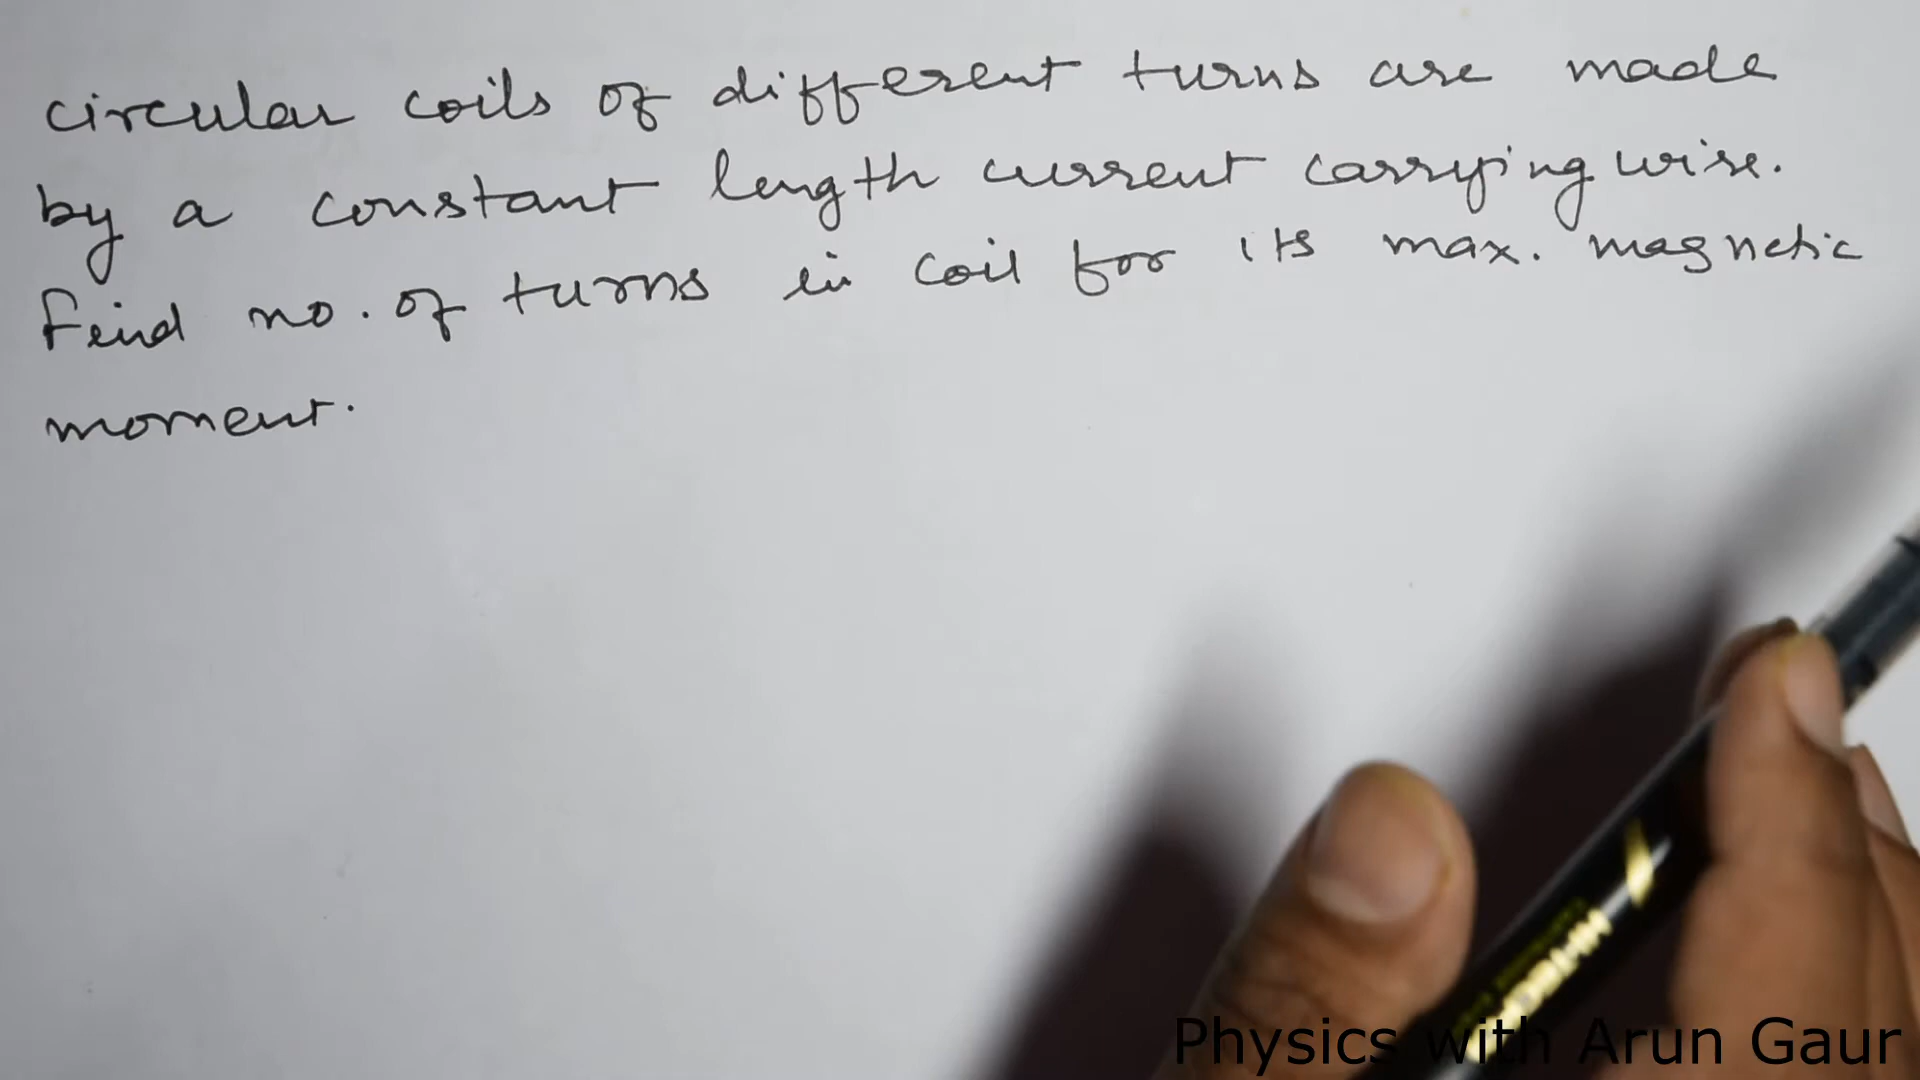 circular coils of different turns are made
by a constant length current carrying wire.
Find no. of turns in coil for its max. magnetic
moment.
Physics with Arun Gaur